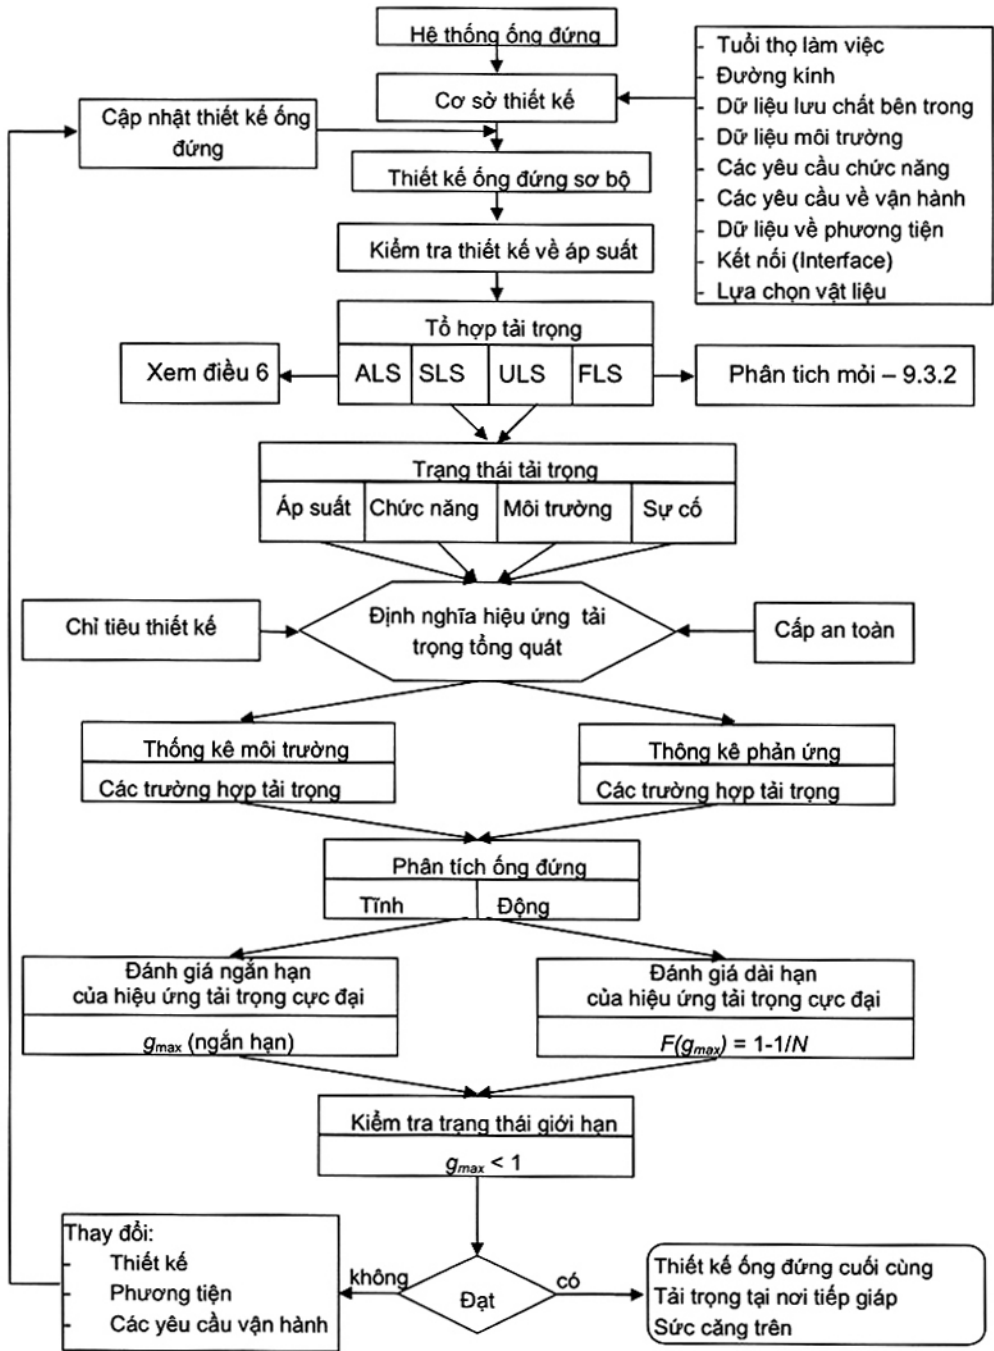 Hệ thống ống đứng
Cơ sở thiết kế
- Tuổi thọ làm việc
- Đường kính
- Dữ liệu lưu chất bên trong
- Dữ liệu môi trường
- Các yêu cầu chức năng
- Các yêu cầu về vận hành
- Dữ liệu về phương tiện
- Kết nối (Interface)
- Lựa chọn vật liệu
Cập nhật thiết kế ống
đứng
Thiết kế ống đứng sơ bộ
Kiểm tra thiết kế về áp suất
Tổ hợp tải trọng
ALS SLS ULS FLS
Xem điều 6
Phân tich mỏi – 9.3.2
Trạng thái tải trọng
Áp suất Chức năng Môi trường Sự cố
Định nghĩa hiệu ứng tải
trọng tổng quát
Chỉ tiêu thiết kế
Cấp an toàn
Thống kê môi trường
Các trường hợp tải trọng
Thông kê phản ứng
Các trường hợp tải trọng
Phân tích ống đứng
Tĩnh Động
Đánh giá ngắn hạn
của hiệu ứng tải trọng cực đại
gmax (ngắn hạn)
Đánh giá dài hạn
của hiệu ứng tải trọng cực đại
F(gmax) = 1-1/N
Kiểm tra trạng thái giới hạn
gmax < 1
Đạt
không
có
Thay đổi:
- Thiết kế
- Phương tiện
- Các yêu cầu vận hành
Thiết kế ống đứng cuối cùng
Tải trọng tại nơi tiếp giáp
Sức căng trên